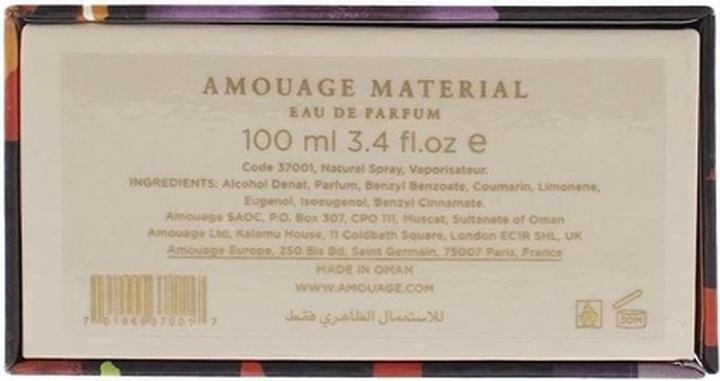 AMOUAGE MATERIAL
EAU DE PARFUM
100 ml 3.4 fl.oz e
Code 37001, Natural Spray, Vaporisateur.
INGREDIENTS: Alcohol Denat, Parfum, Benzyl Benzoate, Coumarin, Limonene,
Eugenol, Isoeugenol, Benzyl Cinnamate.
Amouage SAOC, P.O. Box 307, CPO 111, Muscat, Sultanate of Oman
Amouage Ltd, Kalamu House, 11 Coldbath Square, London EC1R 5HL, UK
Amouage Europe, 250 Bis Bd, Saint Germain, 75007 Paris, France
MADE IN OMAN
WWW.AMOUAGE.COM
للاستعمال الظاهري فقط